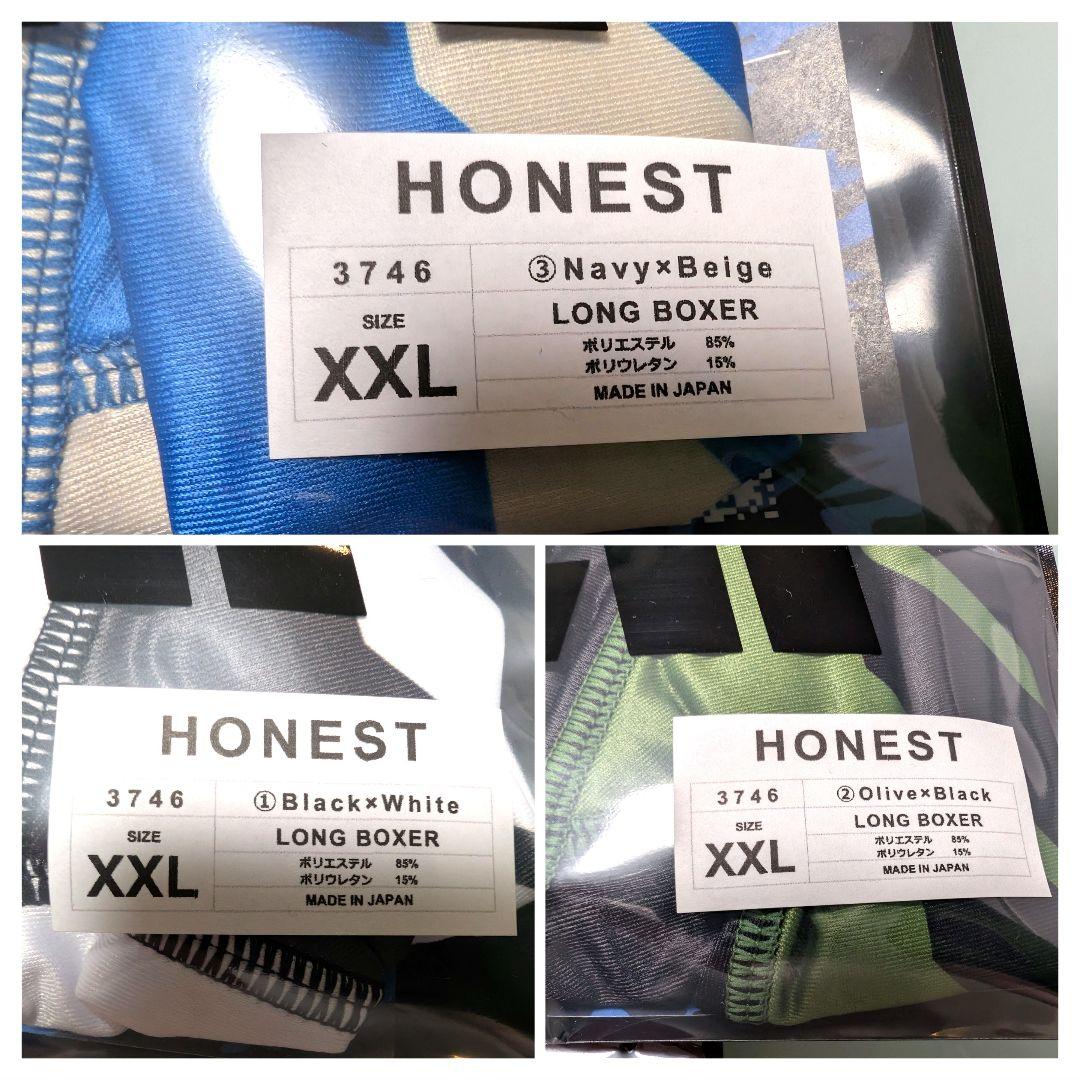 HONEST
3746
③Navy×Beige
SIZE
XXL
LONG BOXER
ポリエステル 85%
ポリウレタン 15%
MADE IN JAPAN
HONEST
3746
①Black×White
SIZE
XXL
LONG BOXER
ポリエステル 85%
ポリウレタン 15%
MADE IN JAPAN
HONEST
3746
②Olive×Black
SIZE
XXL
LONG BOXER
ポリエステル 85%
ポリウレタン 15%
MADE IN JAPAN